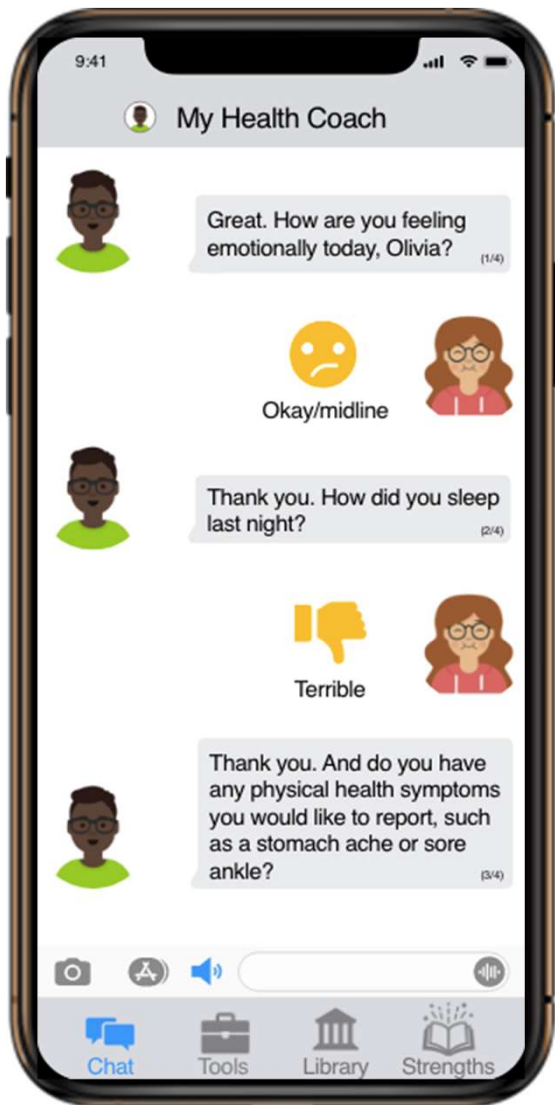 9:41
My Health Coach
Great. How are you feeling
emotionally today, Olivia?
(1/4)
Okay/midline
Thank you. How did you sleep
last night?
(2/4)
Terrible
Thank you. And do you have
any physical health symptoms
you would like to report, such
as a stomach ache or sore
ankle?
(3/4)
Chat
Tools
Library
Strengths